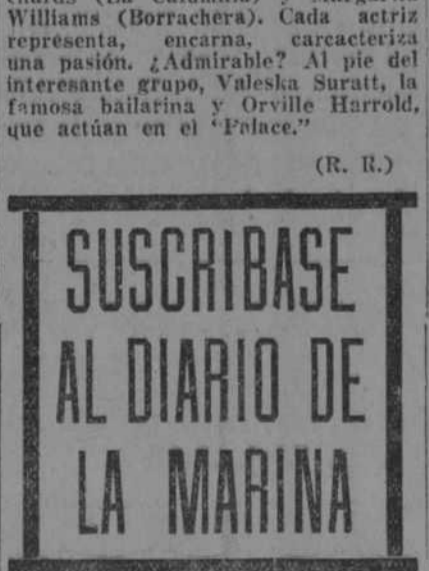 Williams (Borrachera). Cada actriz
representa, encarna, carcacteriza
una pasión. ¿Admirable? Al pie del
interesante grupo, Valeska Suratt, la
famosa bailarina y Orville Harrold,
que actúan en el "Palace."
(R. R.)
SUSCRIBASE
AL DIARIO DE
LA MARINA